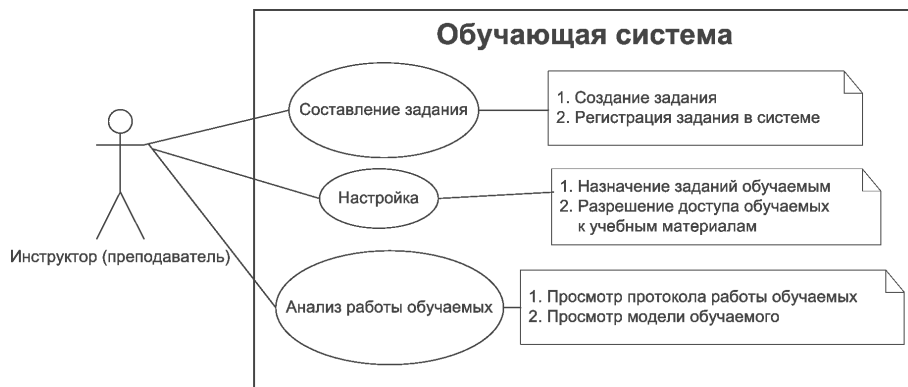 Обучающая система
Составление задания
1. Создание задания
2. Регистрация задания в системе
Настройка
1. Назначение заданий обучаемым
2. Разрешение доступа обучаемых
к учебным материалам
Инструктор (преподаватель)
Анализ работы обучаемых
1. Просмотр протокола работы обучаемых
2. Просмотр модели обучаемого